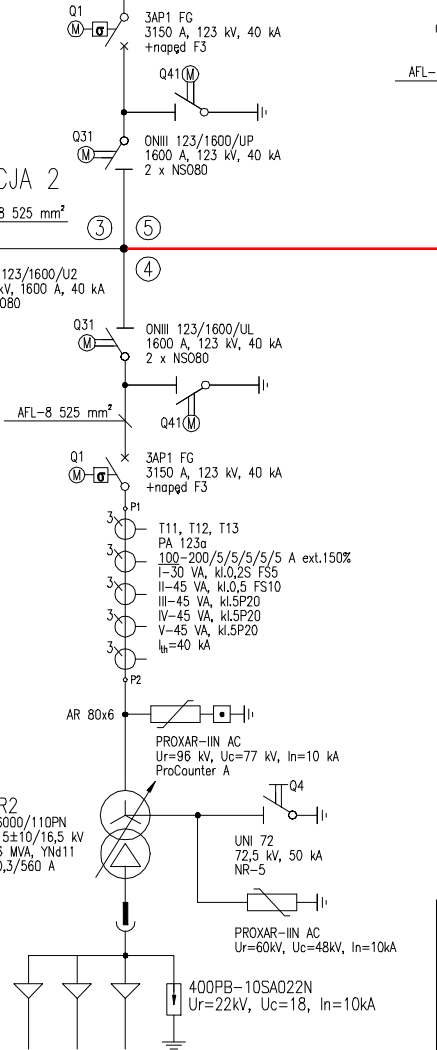 Q1
3AP1 FG
3150 A, 123 kV, 40 kA
+napęd F3
M
σ
Q41
M
Q31
M
ONIII 123/1600/UP
1600 A, 123 kV, 40 kA
2 x NSO80
CJA 2
8 525 mm²
AFL-
3
5
4
123/1600/U2
kV, 1600 A, 40 kA
O80
Q31
M
ONIII 123/1600/UL
1600 A, 123 kV, 40 kA
2 x NSO80
AFL-8 525 mm²
Q41
M
Q1
M
σ
3AP1 FG
3150 A, 123 kV, 40 kA
+napęd F3
P1
3
3
3
3
3
T11, T12, T13
PA 123a
100-200/5/5/5/5/5 A ext.150%
I-30 VA, kl.0,2S FS5
II-45 VA, kl.0,5 FS10
III-45 VA, kl.5P20
IV-45 VA, kl.5P20
V-45 VA, kl.5P20
Ith=40 kA
P2
AR 80x6
PROXAR-IIN AC
Ur=96 kV, Uc=77 kV, In=10 kA
ProCounter A
R2
6000/110PN
5±10/16,5 kV
MVA, YNd11
0,3/560 A
Q4
UNI 72
72,5 kV, 50 kA
NR-5
PROXAR-IIN AC
Ur=60kV, Uc=48kV, In=10kA
400PB-10SA022N
Ur=22kV, Uc=18, In=10kA